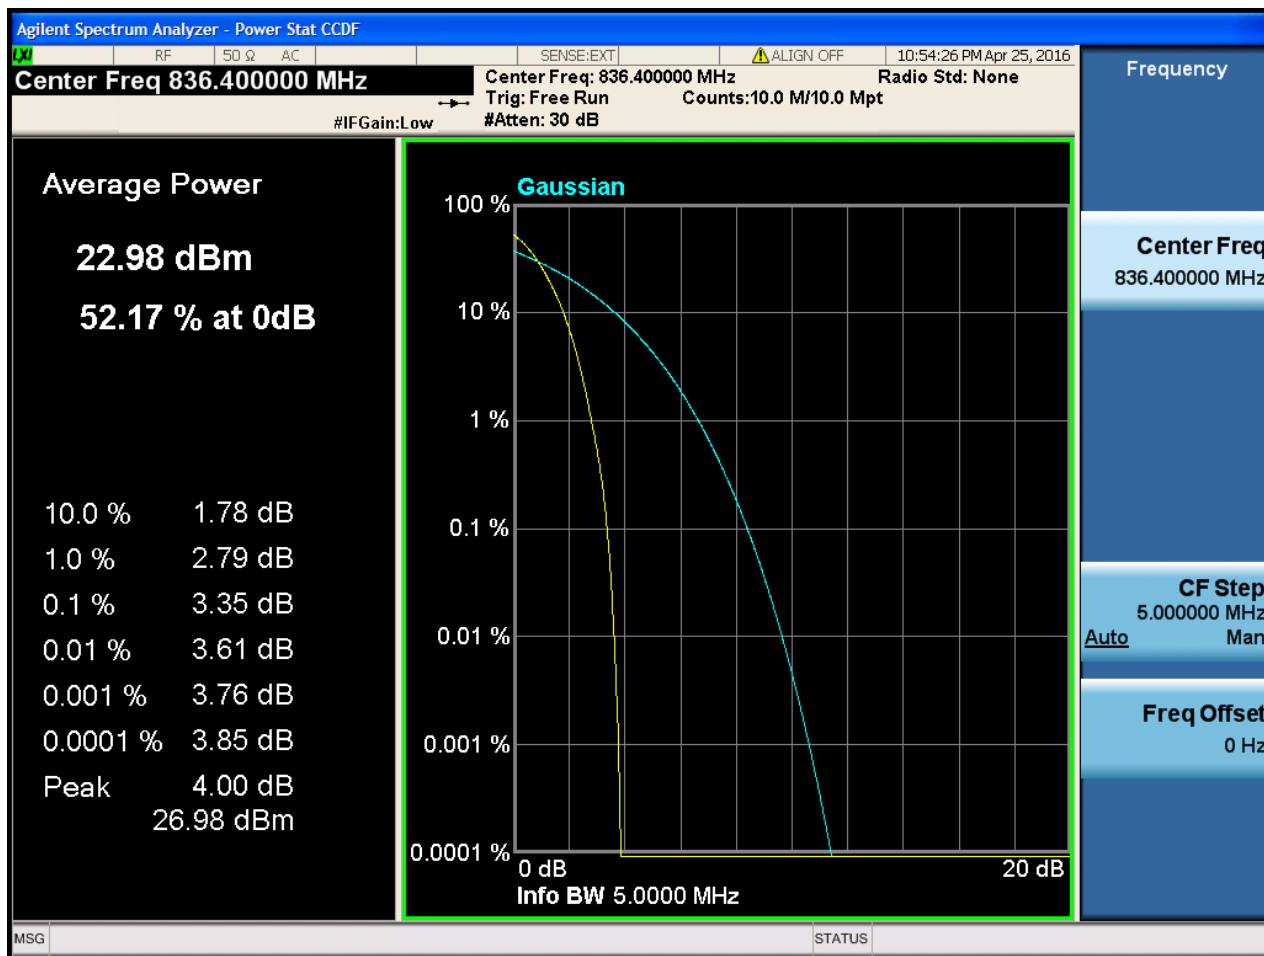 Agilent Spectrum Analyzer - Power Stat CCDF
LXI RF 50 Ω AC SENSE:EXT ALIGN OFF 10:54:26 PM Apr 25, 2016
Center Freq 836.400000 MHz
Center Freq: 836.400000 MHz Radio Std: None
Trig: Free Run Counts:10.0 M/10.0 Mpt
#IFGain:Low #Atten: 30 dB
Average Power
22.98 dBm
52.17 % at 0dB
10.0 % 1.78 dB
1.0 % 2.79 dB
0.1 % 3.35 dB
0.01 % 3.61 dB
0.001 % 3.76 dB
0.0001 % 3.85 dB
Peak 4.00 dB
26.98 dBm
Gaussian
100 %
10 %
1 %
0.1 %
0.01 %
0.001 %
0.0001 %
0 dB 20 dB
Info BW 5.0000 MHz
Frequency
Center Freq
836.400000 MHz
CF Step
5.000000 MHz
Auto Man
Freq Offset
0 Hz
MSG STATUS